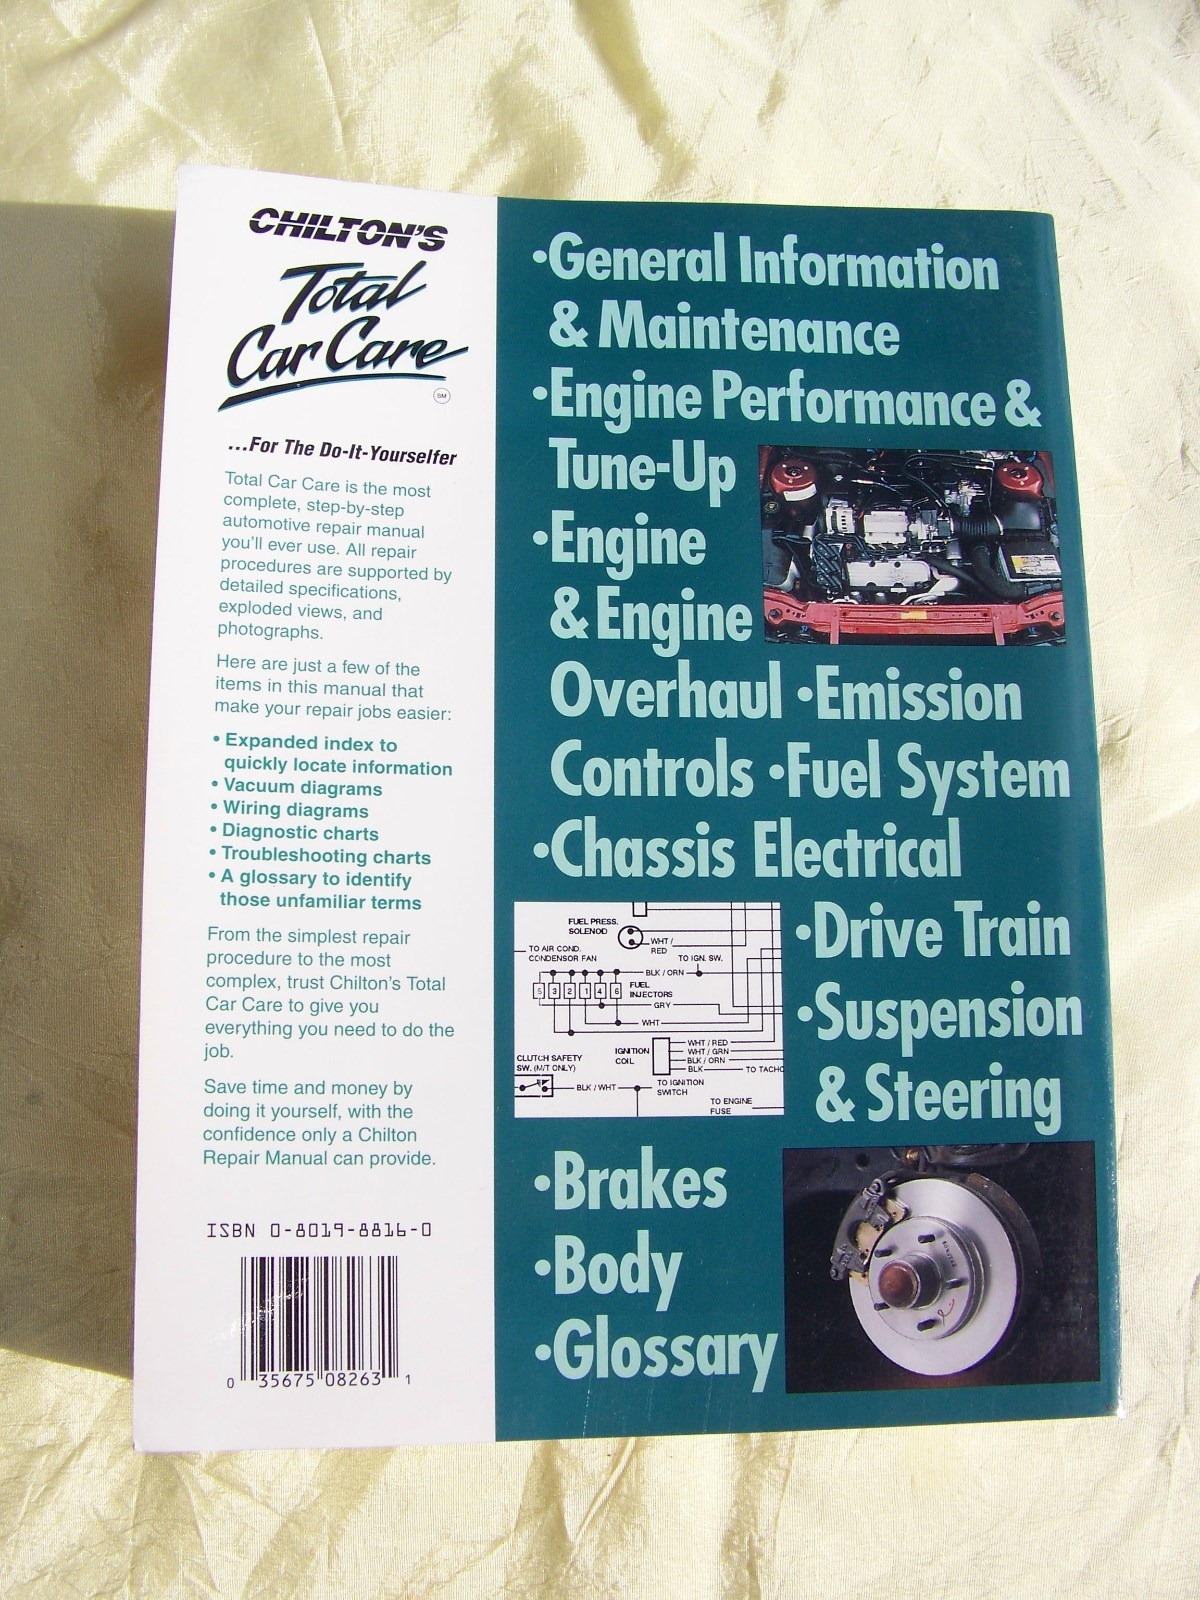 CHILTON'S
Total
Car Care
SM
...For The Do-It-Yourselfer
Total Car Care is the most
complete, step-by-step
automotive repair manual
you'll ever use. All repair
procedures are supported by
detailed specifications,
exploded views, and
photographs.
Here are just a few of the
items in this manual that
make your repair jobs easier:
• Expanded index to
quickly locate information
• Vacuum diagrams
• Wiring diagrams
• Diagnostic charts
• Troubleshooting charts
• A glossary to identify
those unfamiliar terms
From the simplest repair
procedure to the most
complex, trust Chilton's Total
Car Care to give you
everything you need to do the
job.
Save time and money by
doing it yourself, with the
confidence only a Chilton
Repair Manual can provide.
ISBN 0-8019-8816-0
0 35675 08263 1
•General Information
& Maintenance
•Engine Performance &
Tune-Up
•Engine
& Engine
Overhaul •Emission
Controls •Fuel System
•Chassis Electrical
•Drive Train
•Suspension
& Steering
•Brakes
•Body
•Glossary
FUEL PRESS.
SOLENOD
WHT /
RED
TO AIR COND.
CONDENSOR FAN
TO IGN. SW.
BLK / ORN
5 3 2 1 4 6
FUEL
INJECTORS
GRY
WHT
IGNITION
COIL
WHT / RED
WHT / GRN
BLK / ORN
BLK
TO TACHO
CLUTCH SAFETY
SW. (M/T ONLY)
BLK / WHT
TO IGNITION
SWITCH
TO ENGINE
FUSE